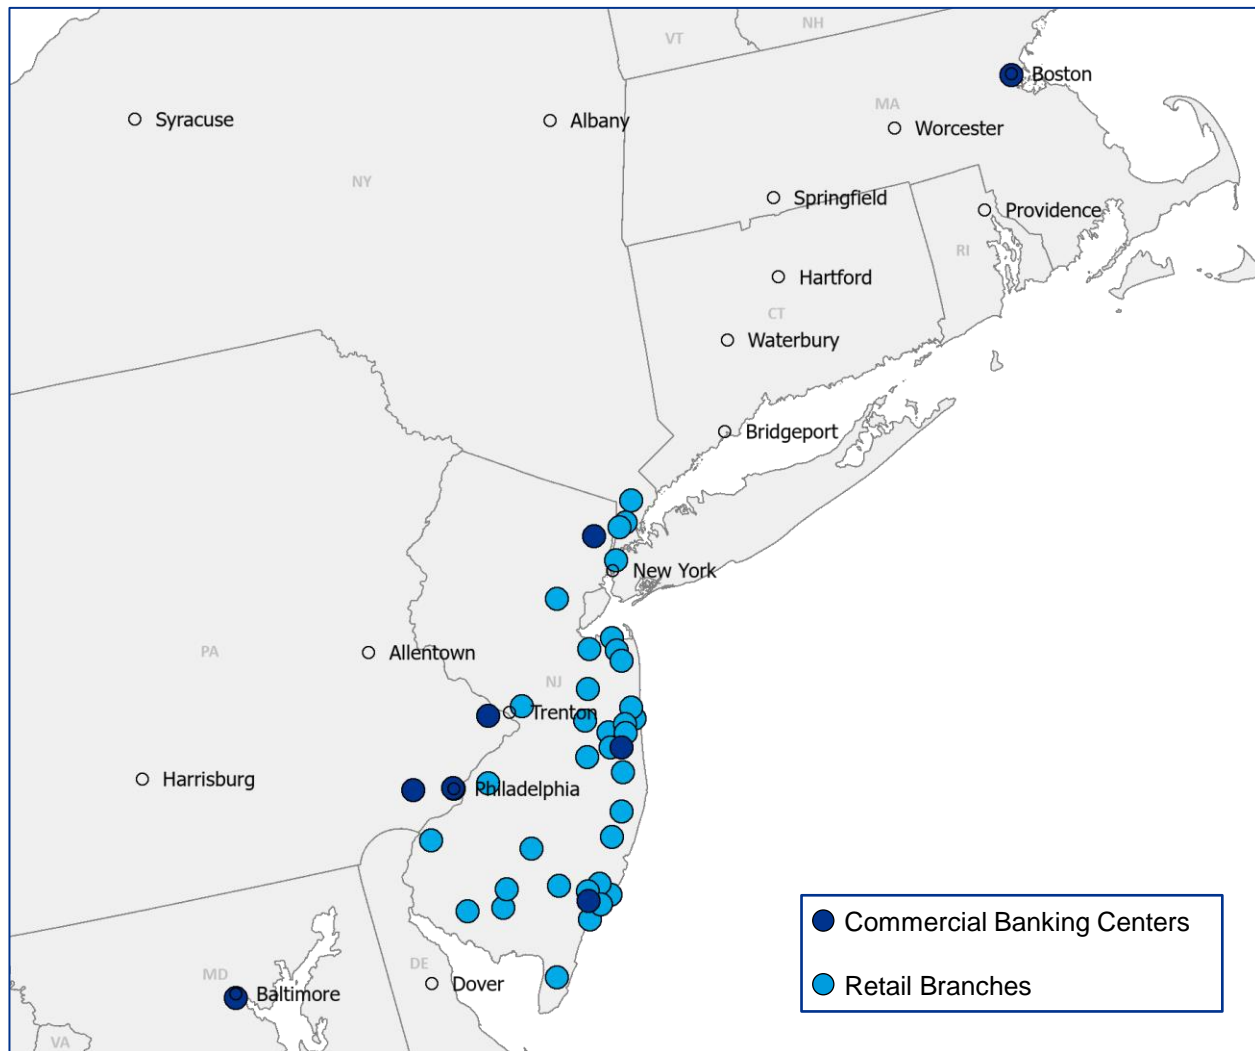 NH
VT
Boston
MA
Syracuse
Albany
Worcester
NY
Springfield
Providence
RI
Hartford
CT
Waterbury
Bridgeport
New York
PA
Allentown
NJ
Trenton
Harrisburg
Philadelphia
Commercial Banking Centers
DE
MD
Dover
Retail Branches
Baltimore
VA